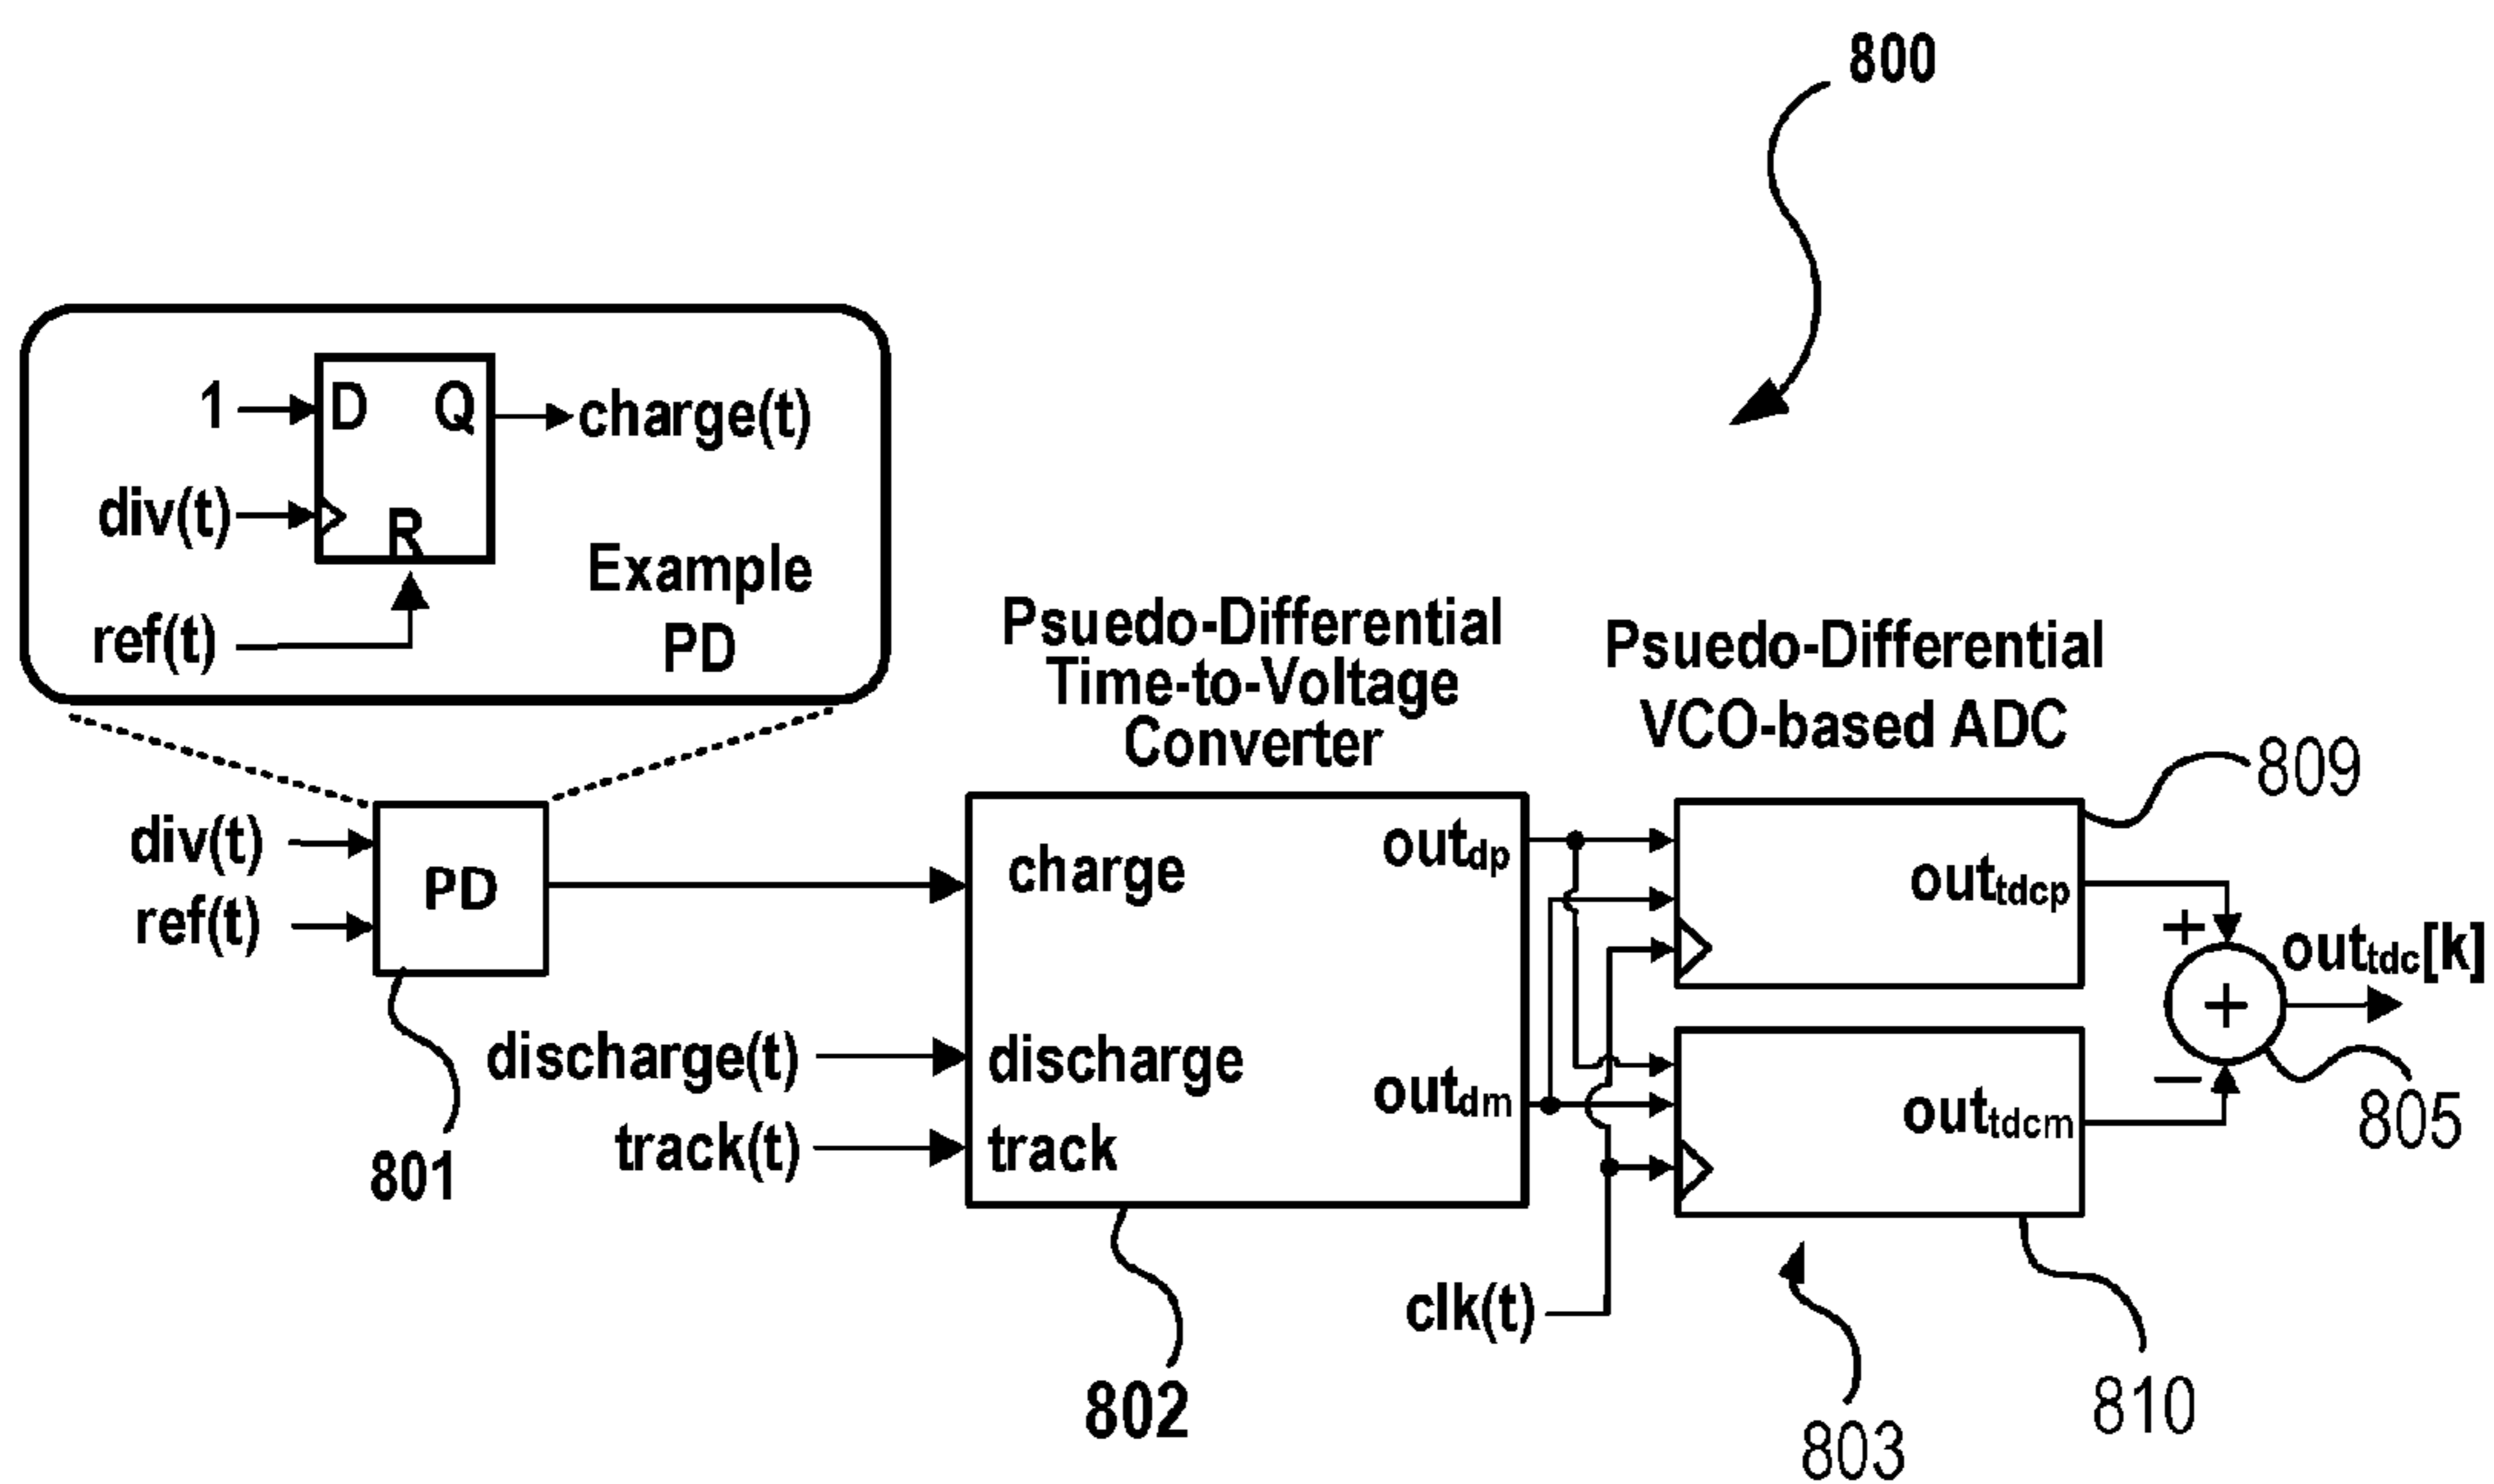 800
1
D
Q
charge(t)
div(t)
R
Example
PD
ref(t)
Psuedo-Differential
Time-to-Voltage
Converter
Psuedo-Differential
VCO-based ADC
809
div(t)
ref(t)
PD
801
charge
discharge(t)
discharge
track(t)
track
outdp
outdm
802
clk(t)
outtdcp
outtdcm
+
+
−
outtdc[k]
805
803
810